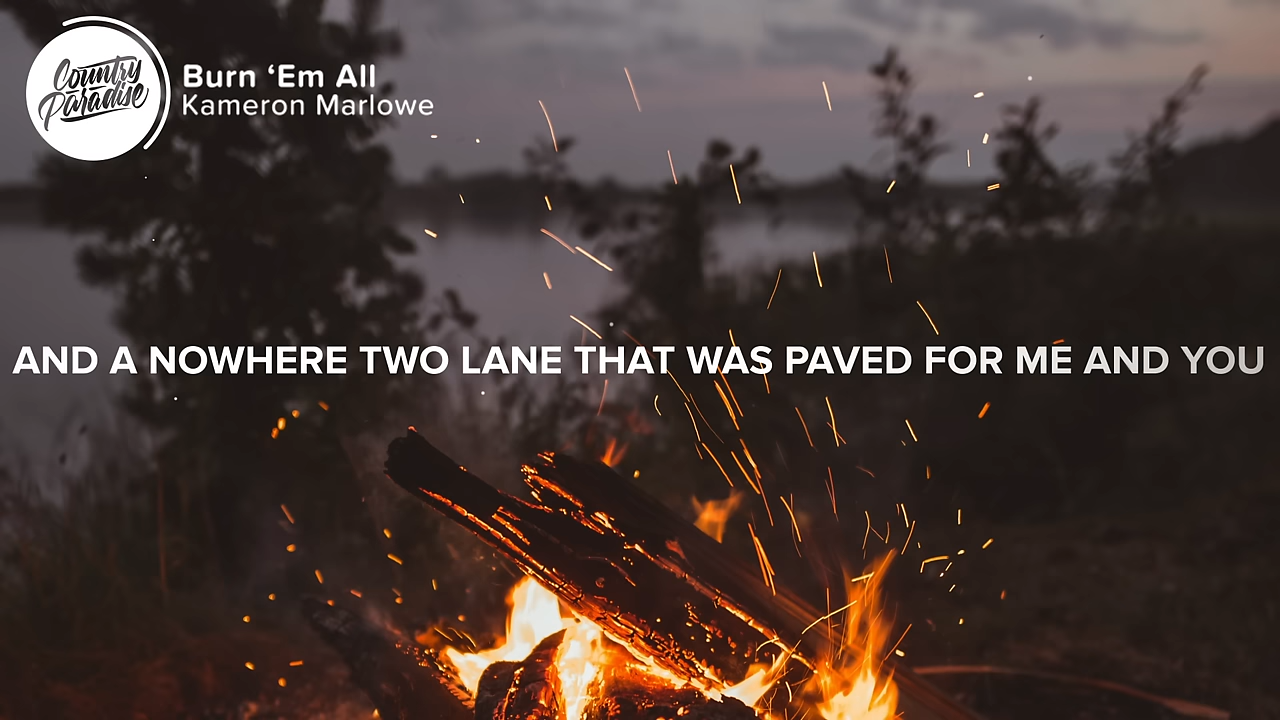 Country
Paradise
Burn ‘Em All
Kameron Marlowe
AND A NOWHERE TWO LANE THAT WAS PAVED FOR ME AND YOU